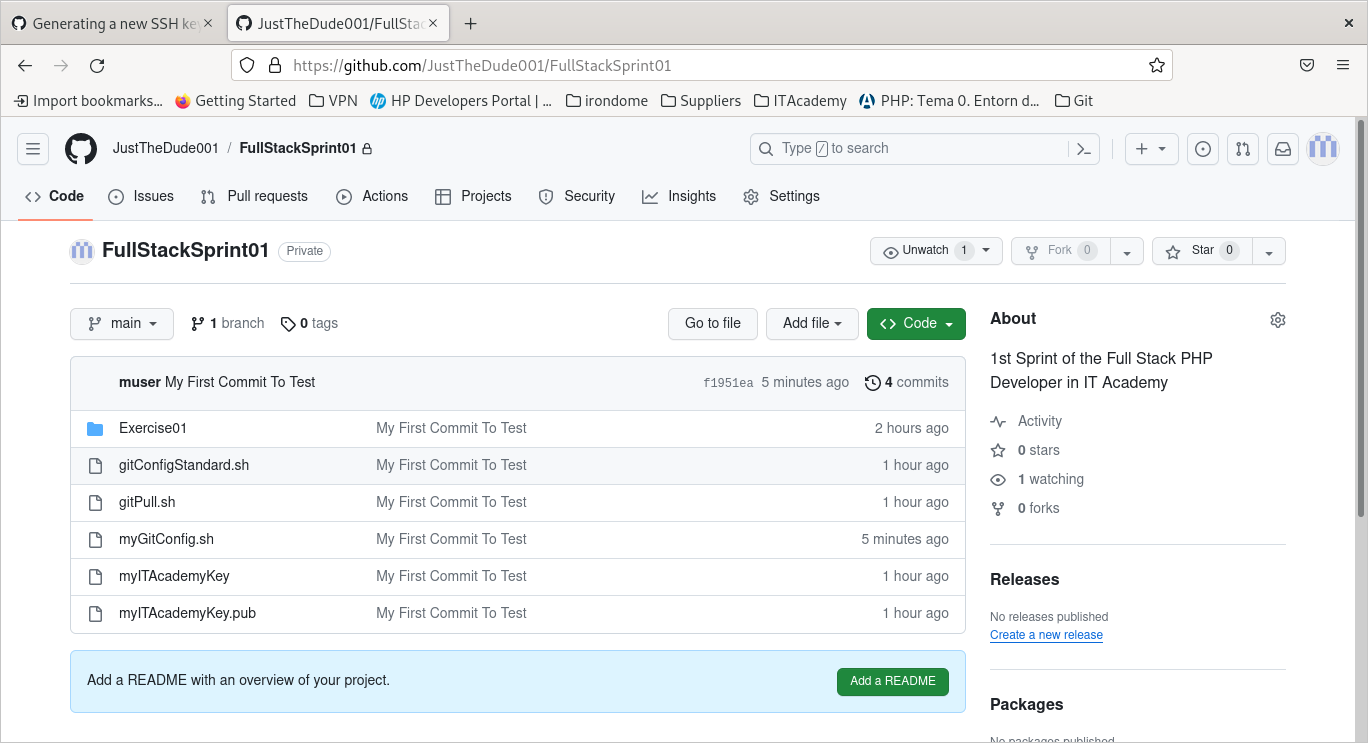 Generating a new SSH key
JustTheDude001/FullStac
https://github.com/JustTheDude001/FullStackSprint01
Import bookmarks... Getting Started VPN HP Developers Portal | ... irondome Suppliers ITAcademy PHP: Tema 0. Entorn d... Git
JustTheDude001 / FullStackSprint01 Type / to search
Code Issues Pull requests Actions Projects Security Insights Settings
FullStackSprint01 Private Unwatch 1 Fork 0 Star 0
main 1 branch 0 tags Go to file Add file Code
muser My First Commit To Test f1951ea 5 minutes ago 4 commits
Exercise01 My First Commit To Test 2 hours ago
gitConfigStandard.sh My First Commit To Test 1 hour ago
gitPull.sh My First Commit To Test 1 hour ago
myGitConfig.sh My First Commit To Test 5 minutes ago
myITAcademyKey My First Commit To Test 1 hour ago
myITAcademyKey.pub My First Commit To Test 1 hour ago
Add a README with an overview of your project. Add a README
About
1st Sprint of the Full Stack PHP
Developer in IT Academy
Activity
0 stars
1 watching
0 forks
Releases
No releases published
Create a new release
Packages
No packages published